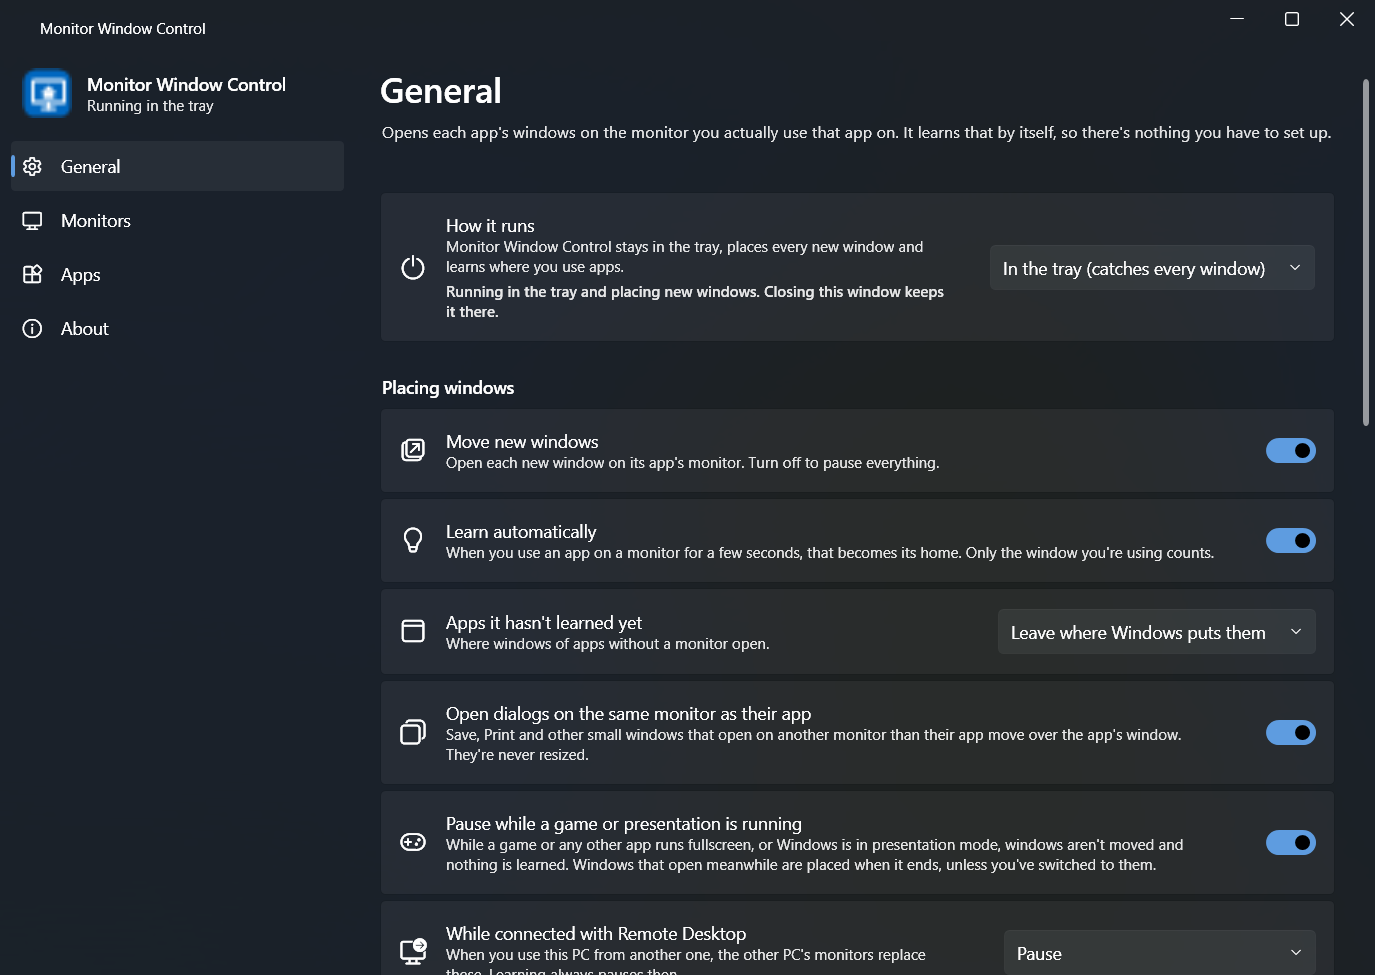 Monitor Window Control
Monitor Window Control
Running in the tray
General
Monitors
Apps
About
General
Opens each app's windows on the monitor you actually use that app on. It learns that by itself, so there's nothing you have to set up.
How it runs
Monitor Window Control stays in the tray, places every new window and
learns where you use apps.
Running in the tray and placing new windows. Closing this window keeps
it there.
In the tray (catches every window)
Placing windows
Move new windows
Open each new window on its app's monitor. Turn off to pause everything.
Learn automatically
When you use an app on a monitor for a few seconds, that becomes its home. Only the window you're using counts.
Apps it hasn't learned yet
Where windows of apps without a monitor open.
Leave where Windows puts them
Open dialogs on the same monitor as their app
Save, Print and other small windows that open on another monitor than their app move over the app's window.
They're never resized.
Pause while a game or presentation is running
While a game or any other app runs fullscreen, or Windows is in presentation mode, windows aren't moved and
nothing is learned. Windows that open meanwhile are placed when it ends, unless you've switched to them.
While connected with Remote Desktop
When you use this PC from another one, the other PC's monitors replace
these. Learning always pauses then.
Pause